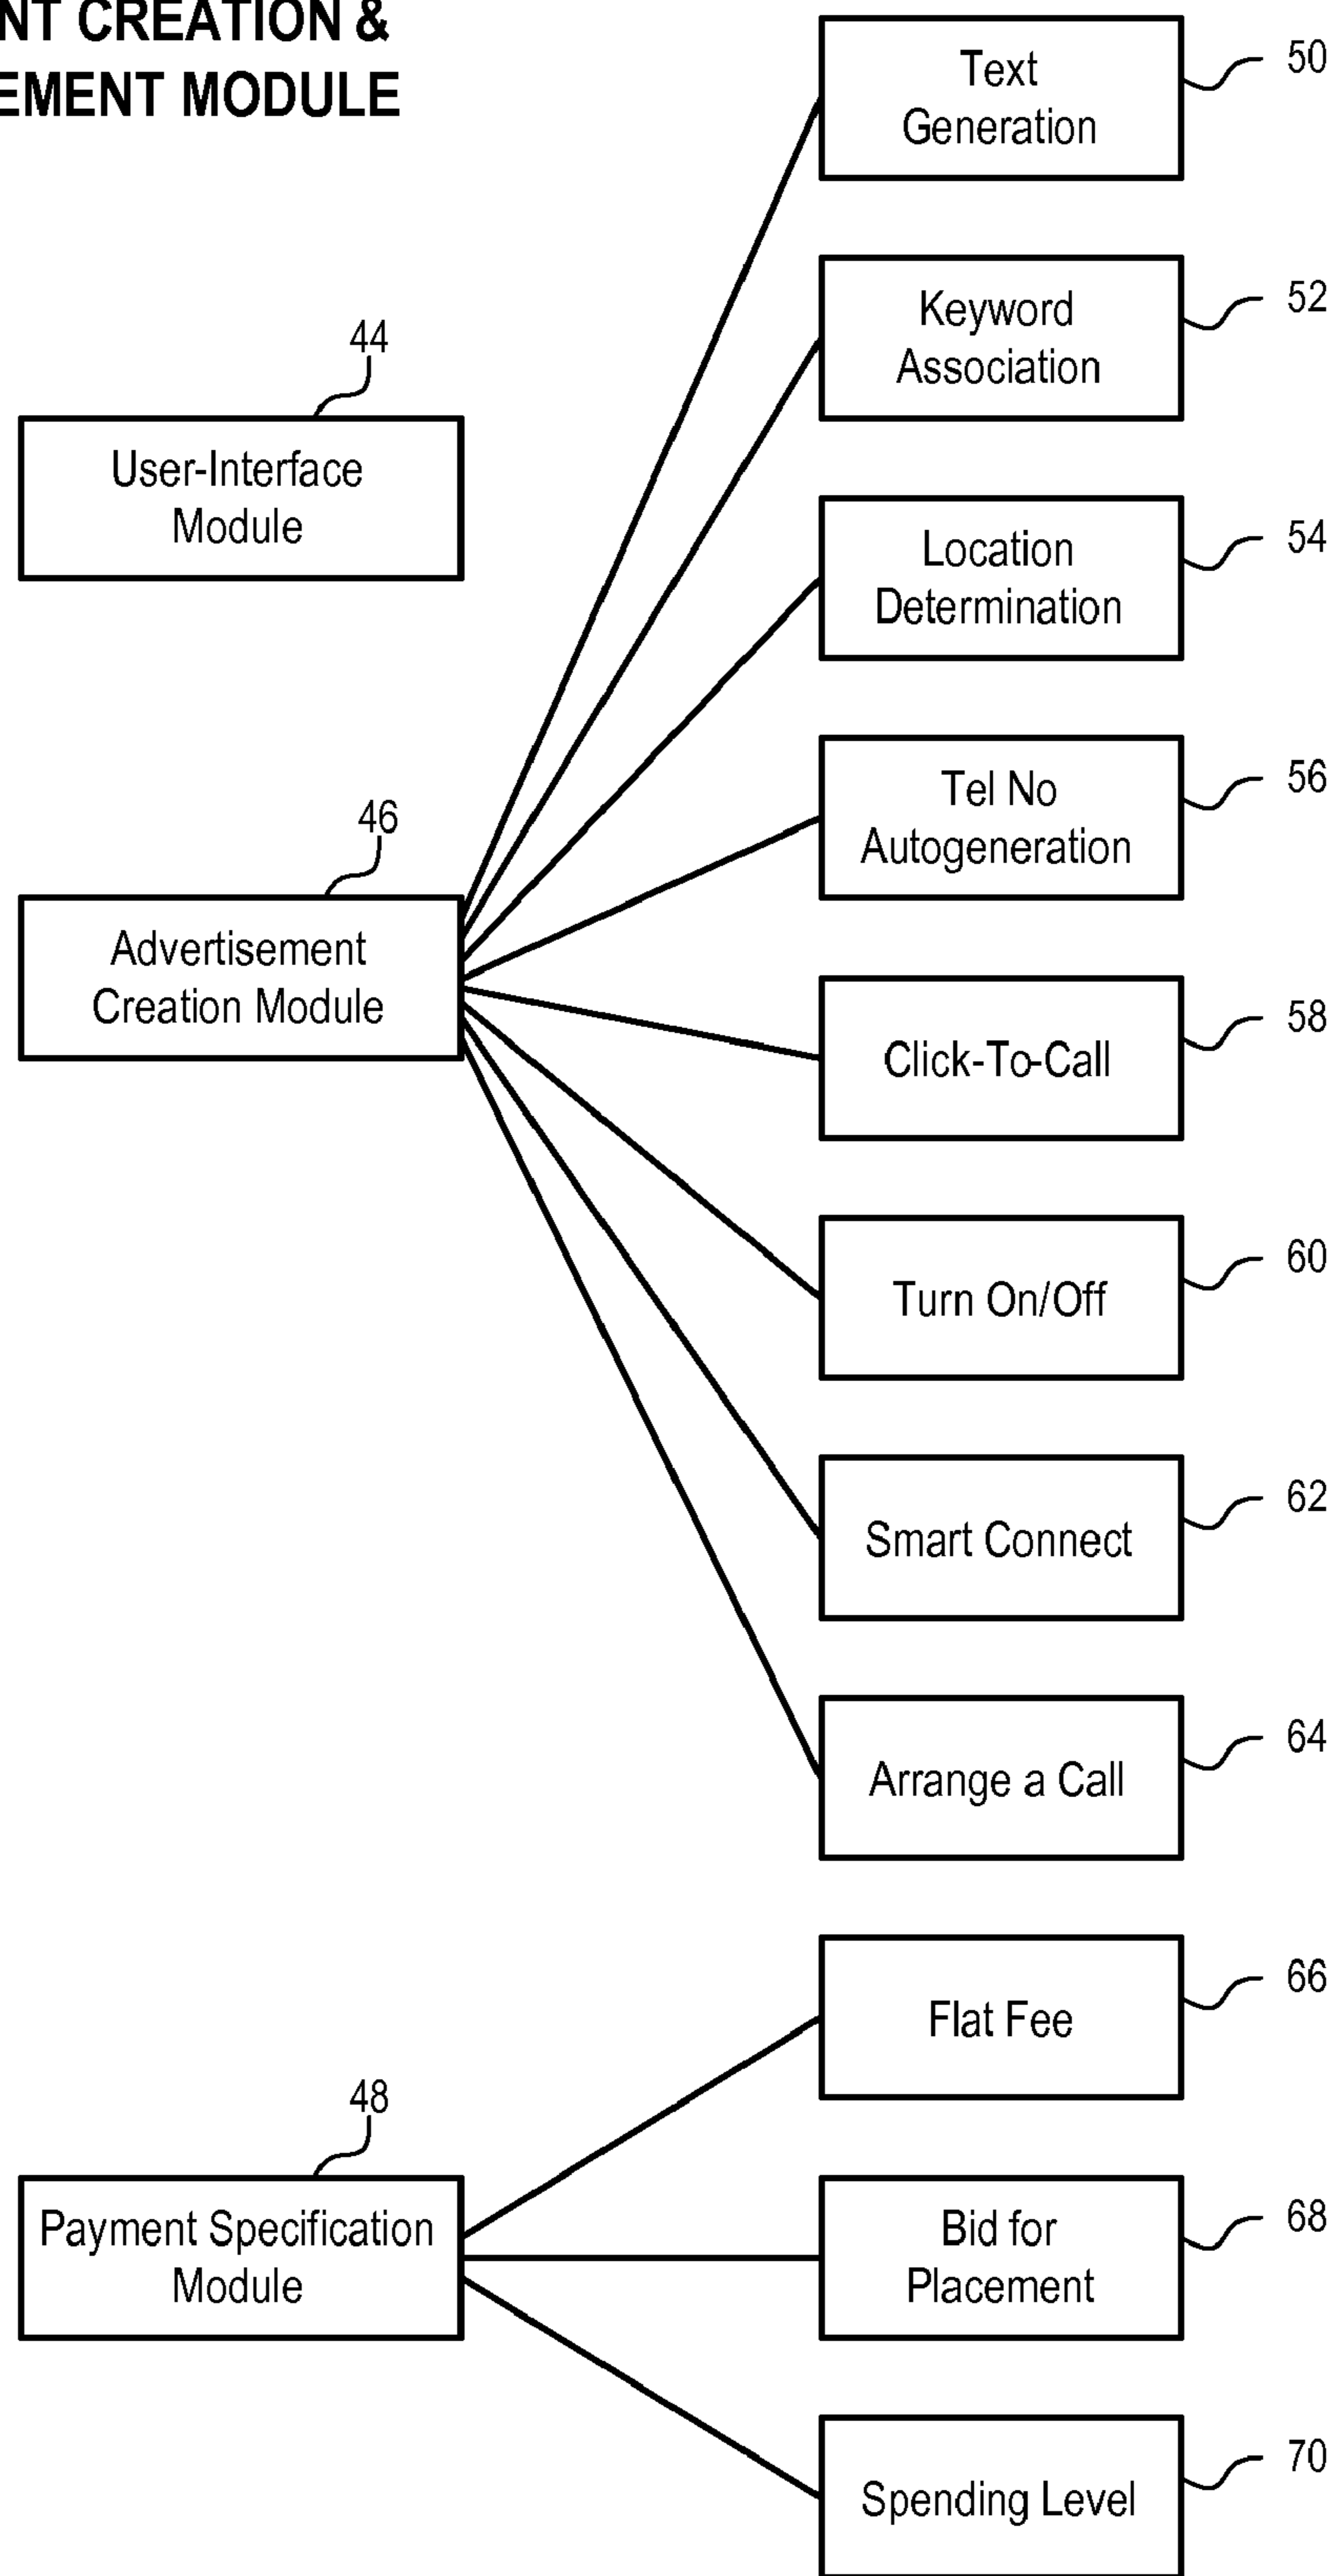 NT CREATION &
EMENT MODULE
44
User-Interface
Module
46
Advertisement
Creation Module
48
Payment Specification
Module
Text
Generation
50
Keyword
Association
52
Location
Determination
54
Tel No
Autogeneration
56
Click-To-Call
58
Turn On/Off
60
Smart Connect
62
Arrange a Call
64
Flat Fee
66
Bid for
Placement
68
Spending Level
70